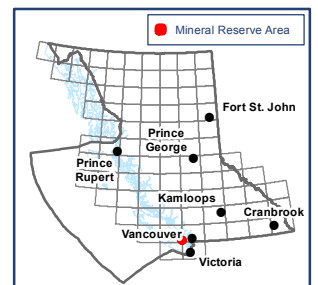 Mineral Reserve Area
Fort St. John
Prince
George
Prince
Rupert
Kamloops
Cranbrook
Vancouver
Victoria